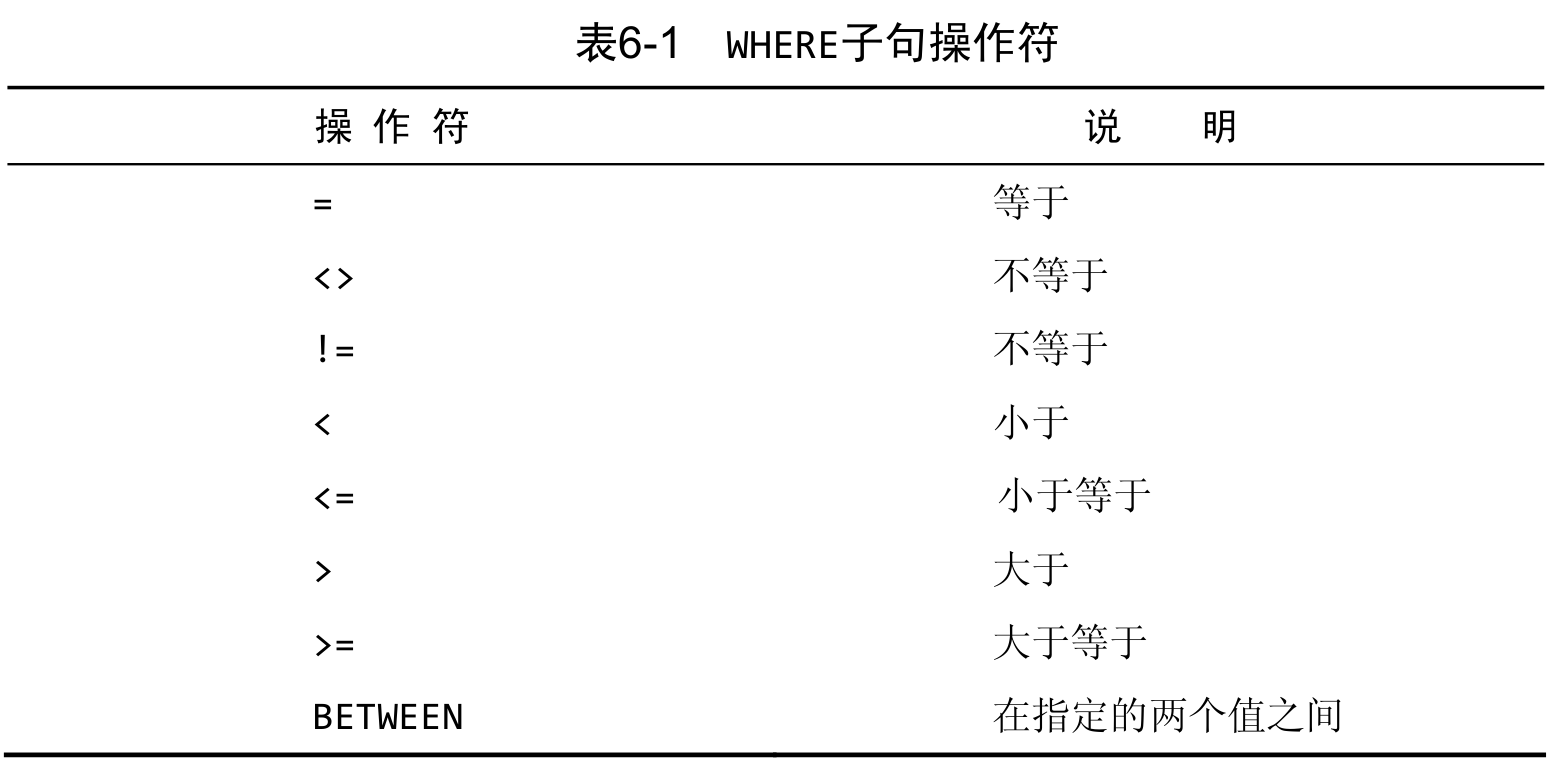 表6-1 WHERE子句操作符
操 作 符 说 明
= 等于
<> 不等于
!= 不等于
< 小于
<= 小于等于
> 大于
>= 大于等于
BETWEEN 在指定的两个值之间